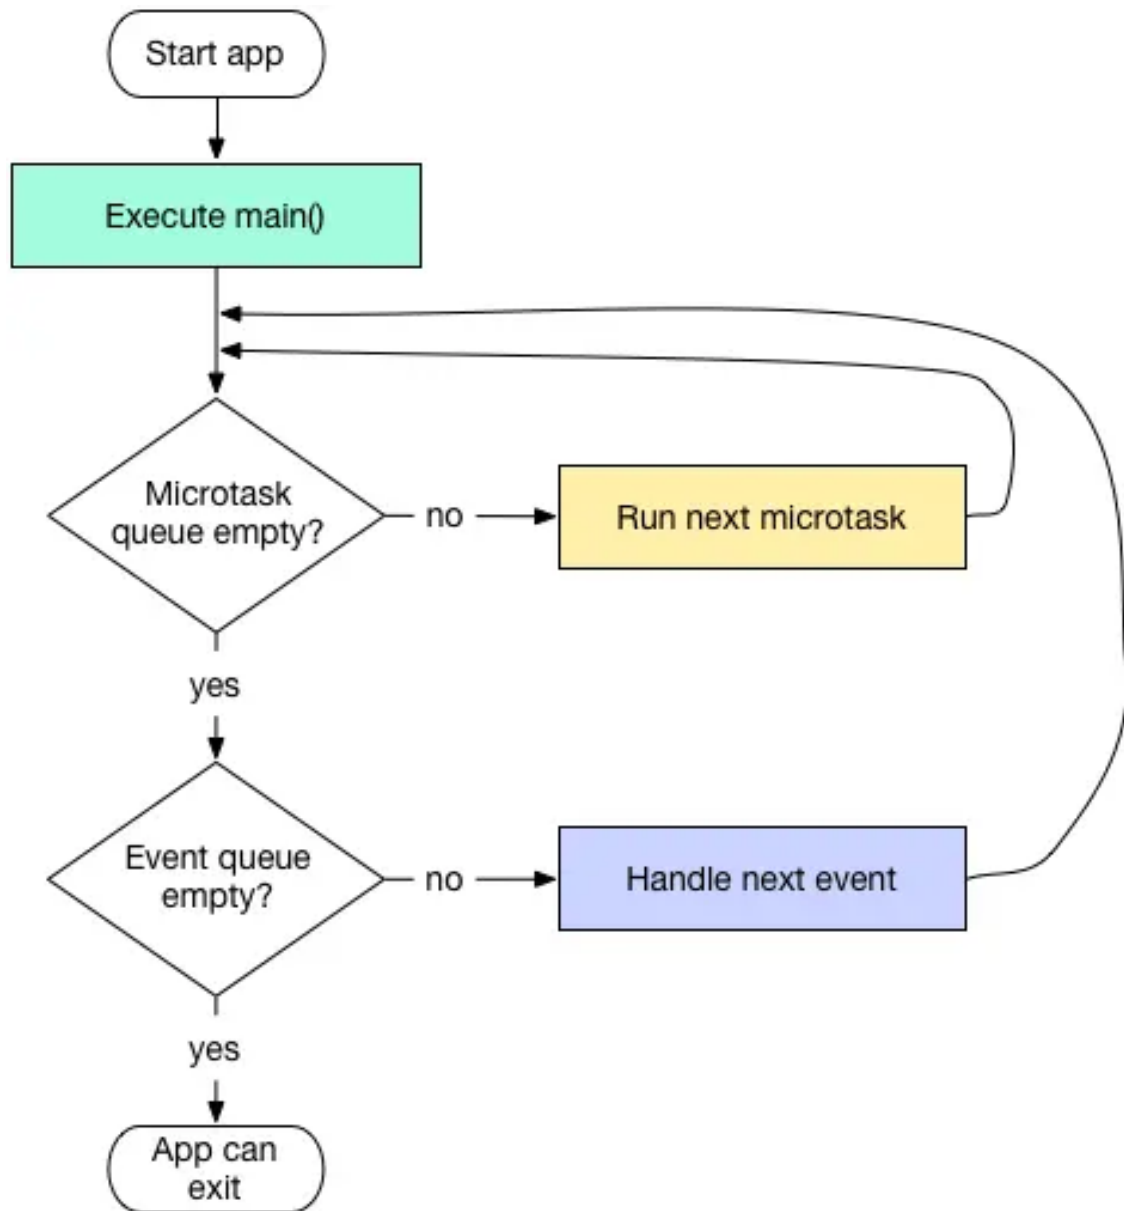 Start app
Execute main()
Microtask
queue empty?
no
Run next microtask
yes
Event queue
empty?
no
Handle next event
yes
App can
exit